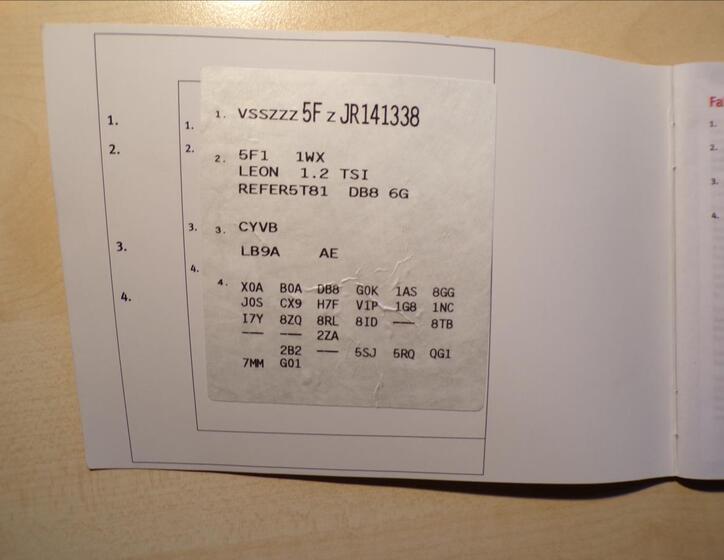 1. VSSZZZ 5F Z JR141338
2. 5F1 1WX
LEON 1.2 TSI
REFER5T81 DB8 6G
3. CYVB
LB9A AE
4.
X0A B0A DB8 G0K 1AS 8GG
J0S CX9 H7F V1P 1G8 1NC
I7Y 8ZQ 8RL 8ID --- 8TB
--- --- 2ZA
2B2 --- 5SJ 5RQ QG1
7MM G01
1.
2.
3.
4.
1.
2.
3.
4.
Fa
1.
2.
3.
4.